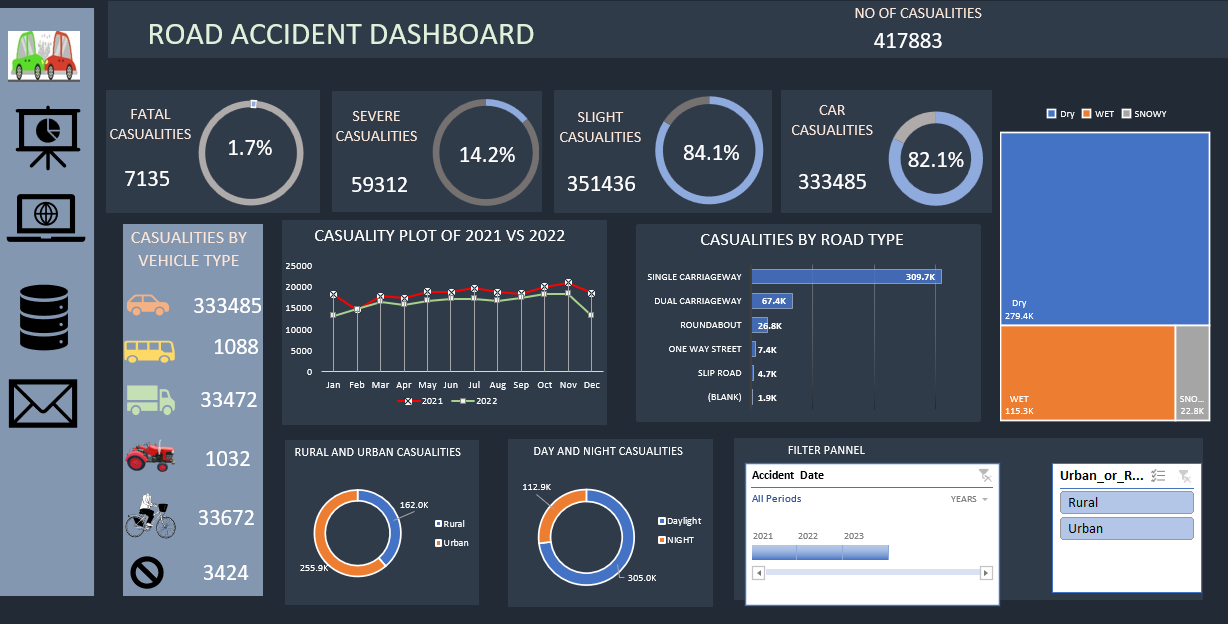 ROAD ACCIDENT DASHBOARD
NO OF CASUALITIES
417883
FATAL
CASUALITIES
7135
1.7%
SEVERE
CASUALITIES
59312
14.2%
SLIGHT
CASUALITIES
351436
84.1%
CAR
CASUALITIES
333485
82.1%
Dry WET SNOWY
Dry
279.4K
WET
115.3K
SNO...
22.8K
CASUALITIES BY
VEHICLE TYPE
333485
1088
33472
1032
33672
3424
CASUALITY PLOT OF 2021 VS 2022
25000
20000
15000
10000
5000
0
Jan Feb Mar Apr May Jun Jul Aug Sep Oct Nov Dec
2021 2022
CASUALITIES BY ROAD TYPE
SINGLE CARRIAGEWAY 309.7K
DUAL CARRIAGEWAY 67.4K
ROUNDABOUT 26.8K
ONE WAY STREET 7.4K
SLIP ROAD 4.7K
(BLANK) 1.9K
RURAL AND URBAN CASUALITIES
162.0K
255.9K
Rural
Urban
DAY AND NIGHT CASUALITIES
112.9K
305.0K
Daylight
NIGHT
FILTER PANNEL
Accident Date
All Periods YEARS
2021 2022 2023
Urban_or_R...
Rural
Urban